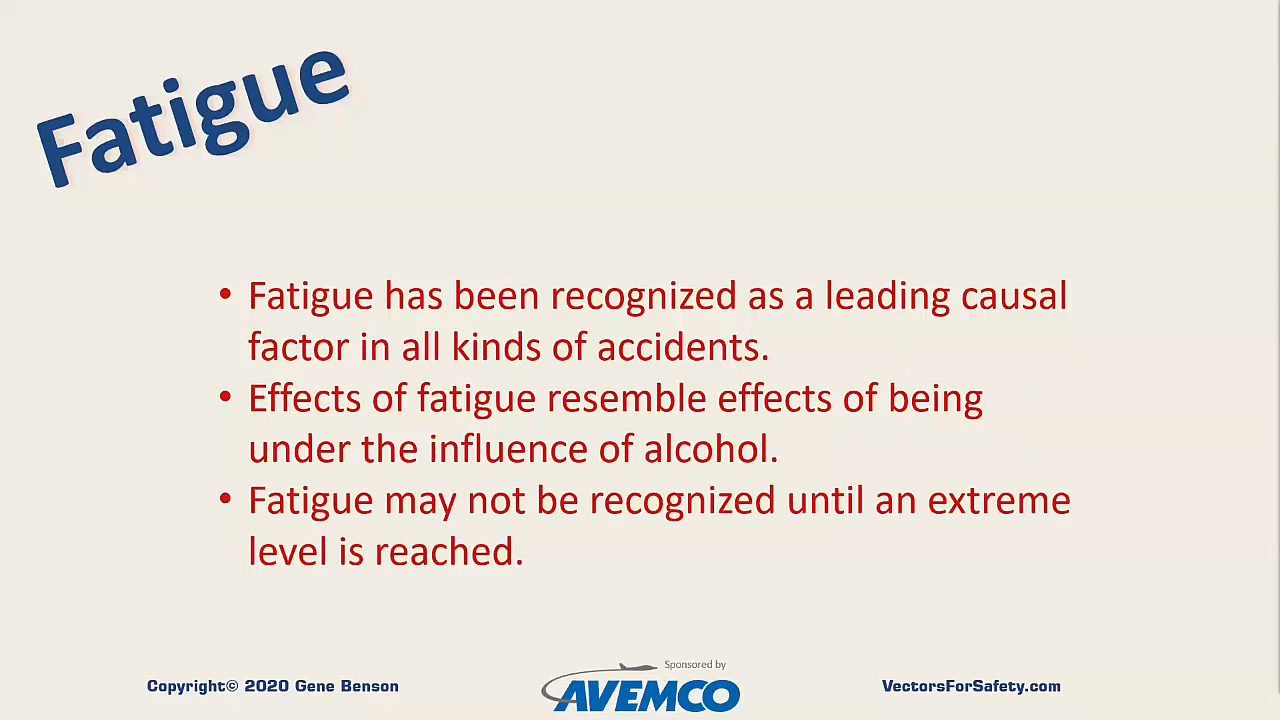 Fatigue
• Fatigue has been recognized as a leading causal
factor in all kinds of accidents.
• Effects of fatigue resemble effects of being
under the influence of alcohol.
• Fatigue may not be recognized until an extreme
level is reached.
Sponsored by
Copyright© 2020 Gene Benson
AVEMCO
VectorsForSafety.com